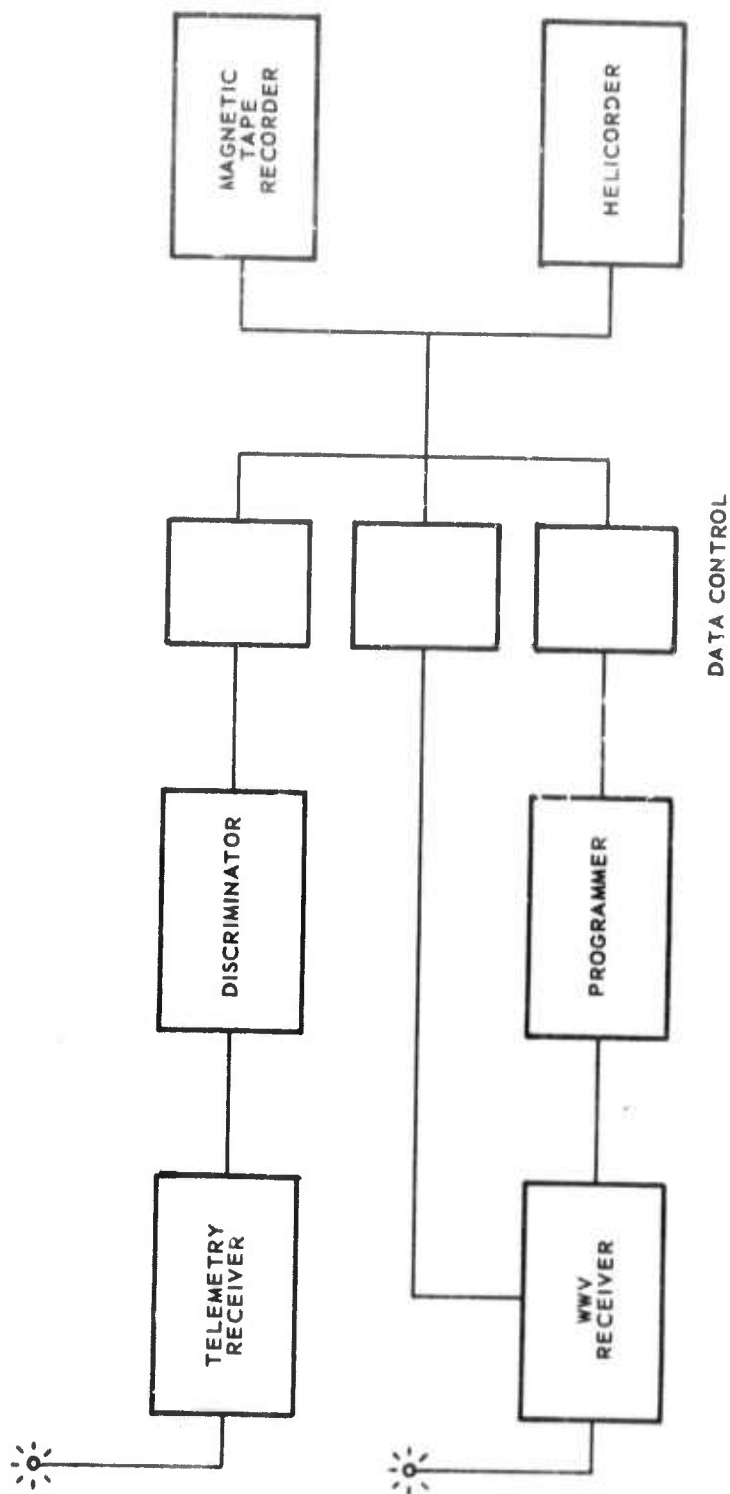 TELEMETRY
RECEIVER
DISCRIMINATOR
MAGNETIC
TAPE
RECORDER
WWV
RECEIVER
PROGRAMMER
DATA CONTROL
HELICORDER